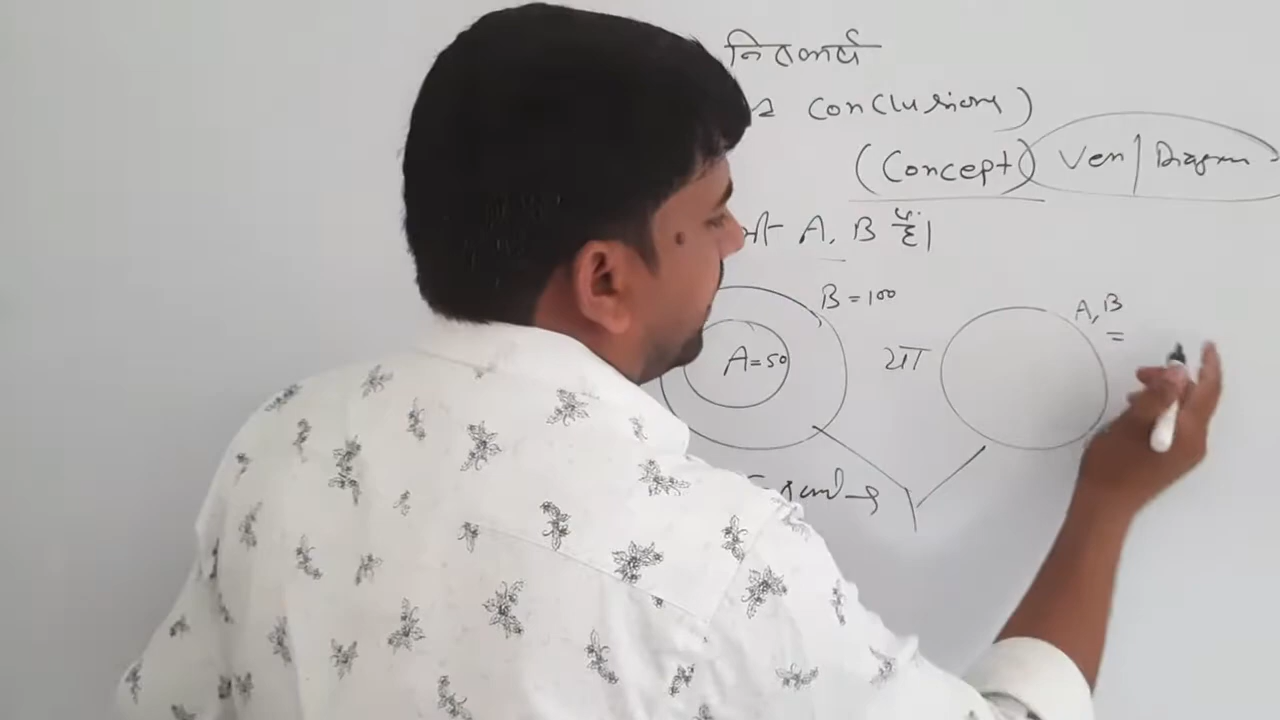 निष्कर्ष
conclusions)
(Concept) Ven | Diagram
A, B हैं।
B = 100
A = 50
या
A, B
=